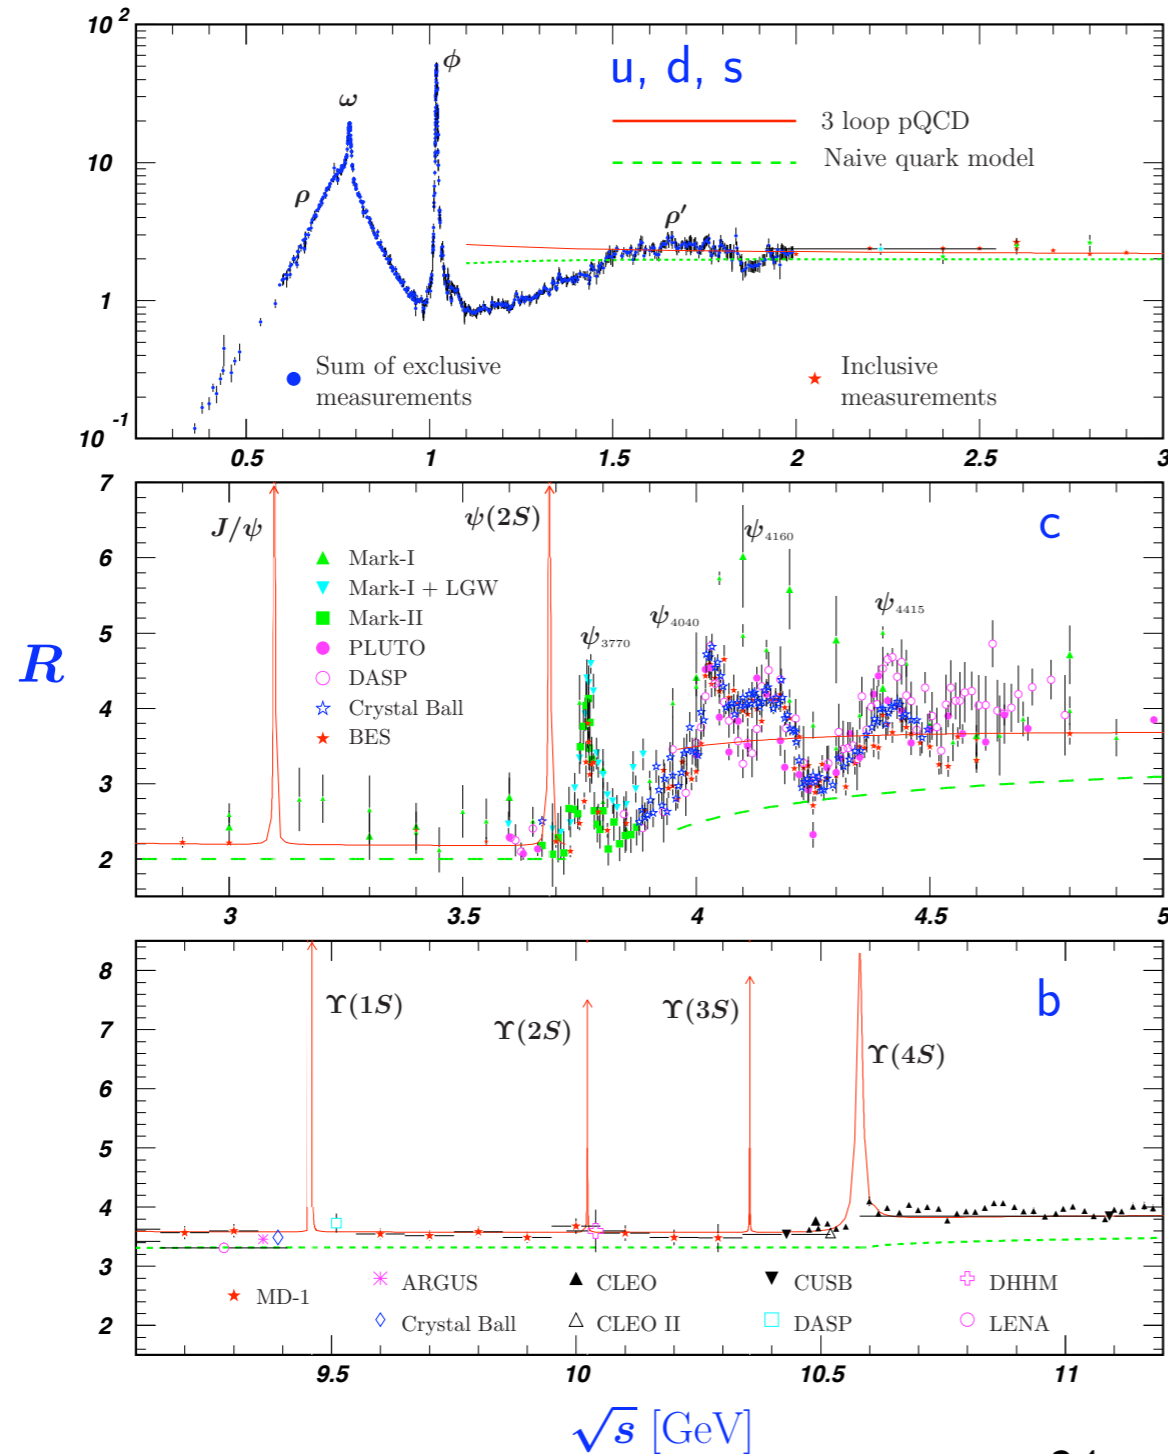 10 2
10
1
10 -1
ϕ
ω
ρ
ρ′
u, d, s
3 loop pQCD
Naive quark model
Sum of exclusive
measurements
Inclusive
measurements
0.5 1 1.5 2 2.5 3
7
6
5
4
3
2
R
J/ψ
ψ(2S)
c
Mark-I
Mark-I + LGW
Mark-II
PLUTO
DASP
Crystal Ball
BES
ψ3770
ψ4040
ψ4160
ψ4415
3 3.5 4 4.5 5
8
7
6
5
4
3
2
Υ(1S)
Υ(2S)
Υ(3S)
Υ(4S)
b
MD-1
ARGUS
CLEO
CUSB
DHHM
Crystal Ball
CLEO II
DASP
LENA
9.5 10 10.5 11
√s [GeV]